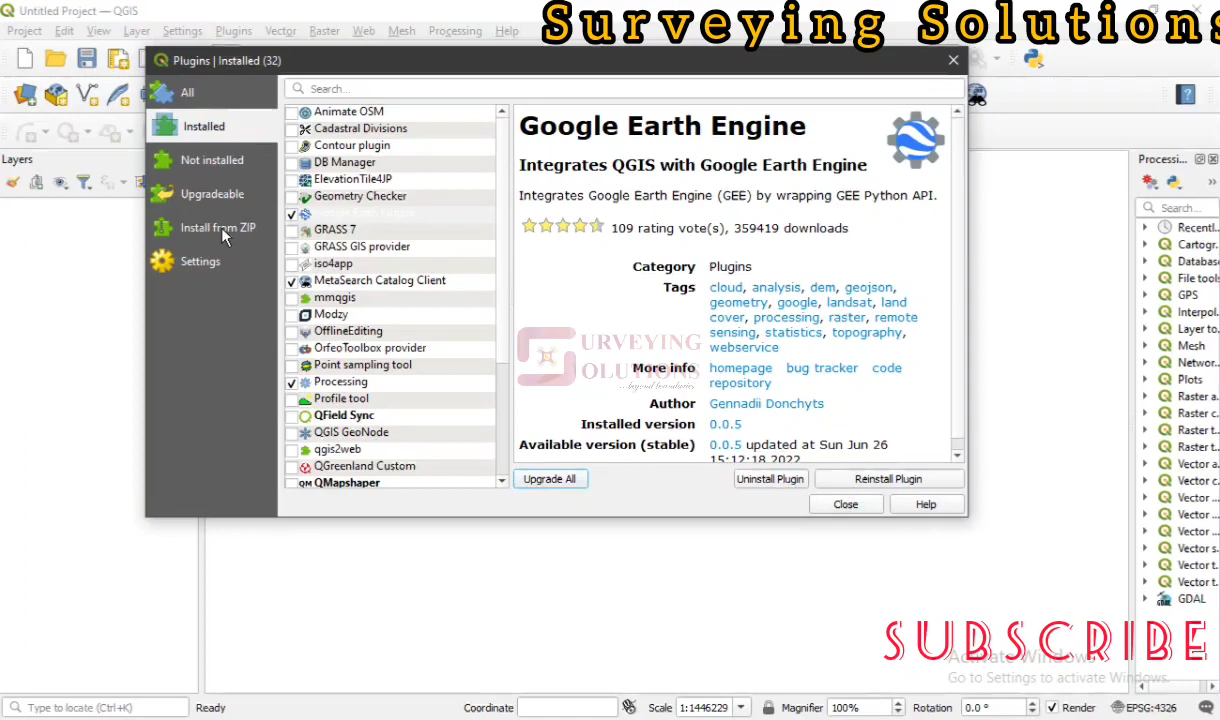 Untitled Project — QGIS
Surveying Solutions
Project Edit View Layer Settings Plugins Vector Raster Web Mesh Processing Help
Plugins | Installed (32)
All
Installed
Not installed
Upgradeable
Install from ZIP
Settings
Search...
Animate OSM
Cadastral Divisions
Contour plugin
DB Manager
ElevationTile4JP
Geometry Checker
Google Earth Engine
GRASS 7
GRASS GIS provider
iso4app
MetaSearch Catalog Client
mmqgis
Modzy
OfflineEditing
OrfeoToolbox provider
Point sampling tool
Processing
Profile tool
QField Sync
QGIS GeoNode
qgis2web
QGreenland Custom
QMapshaper
Google Earth Engine
Integrates QGIS with Google Earth Engine
Integrates Google Earth Engine (GEE) by wrapping GEE Python API.
109 rating vote(s), 359419 downloads
Category Plugins
Tags cloud, analysis, dem, geojson,
geometry, google, landsat, land
cover, processing, raster, remote
sensing, statistics, topography,
webservice
More info homepage bug tracker code
repository
Author Gennadii Donchyts
Installed version 0.0.5
Available version (stable) 0.0.5 updated at Sun Jun 26
15:12:18 2022
SURVEYING
SOLUTIONS
...beyond boundaries
Upgrade All Uninstall Plugin Reinstall Plugin
Close Help
Layers
Processi...
Search...
Recentl...
Cartogr...
Database
File tools
GPS
Interpol...
Layer to...
Mesh
Networ...
Plots
Raster a...
Raster c...
Raster t...
Raster t...
Vector a...
Vector c...
Vector ...
Vector ...
Vector ...
Vector s...
Vector t...
Vector t...
GDAL
SUBSCRIBE
Activate Windows
Go to Settings to activate Windows.
Type to locate (Ctrl+K) Ready Coordinate Scale 1:1446229 Magnifier 100% Rotation 0.0 ° Render EPSG:4326